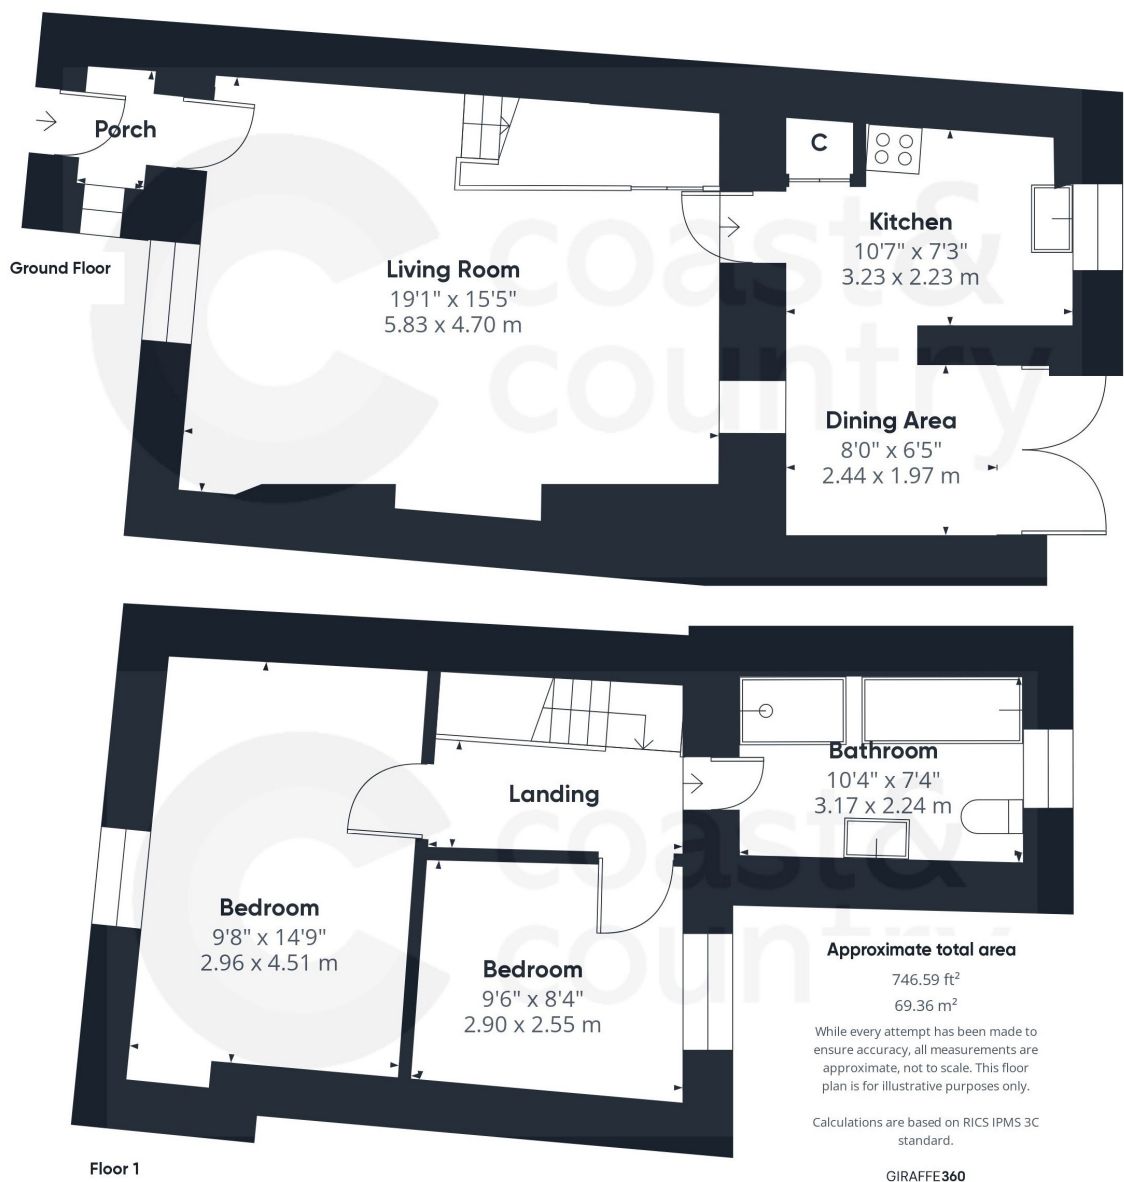 Porch
C
Kitchen
10'7" x 7'3"
3.23 x 2.23 m
Ground Floor
Living Room
19'1" x 15'5"
5.83 x 4.70 m
Dining Area
8'0" x 6'5"
2.44 x 1.97 m
coast&
country
Bathroom
10'4" x 7'4"
3.17 x 2.24 m
Landing
Bedroom
9'8" x 14'9"
2.96 x 4.51 m
Bedroom
9'6" x 8'4"
2.90 x 2.55 m
coast&
country
Approximate total area
746.59 ft²
69.36 m²
While every attempt has been made to
ensure accuracy, all measurements are
approximate, not to scale. This floor
plan is for illustrative purposes only.
Calculations are based on RICS IPMS 3C
standard.
Floor 1
GIRAFFE360